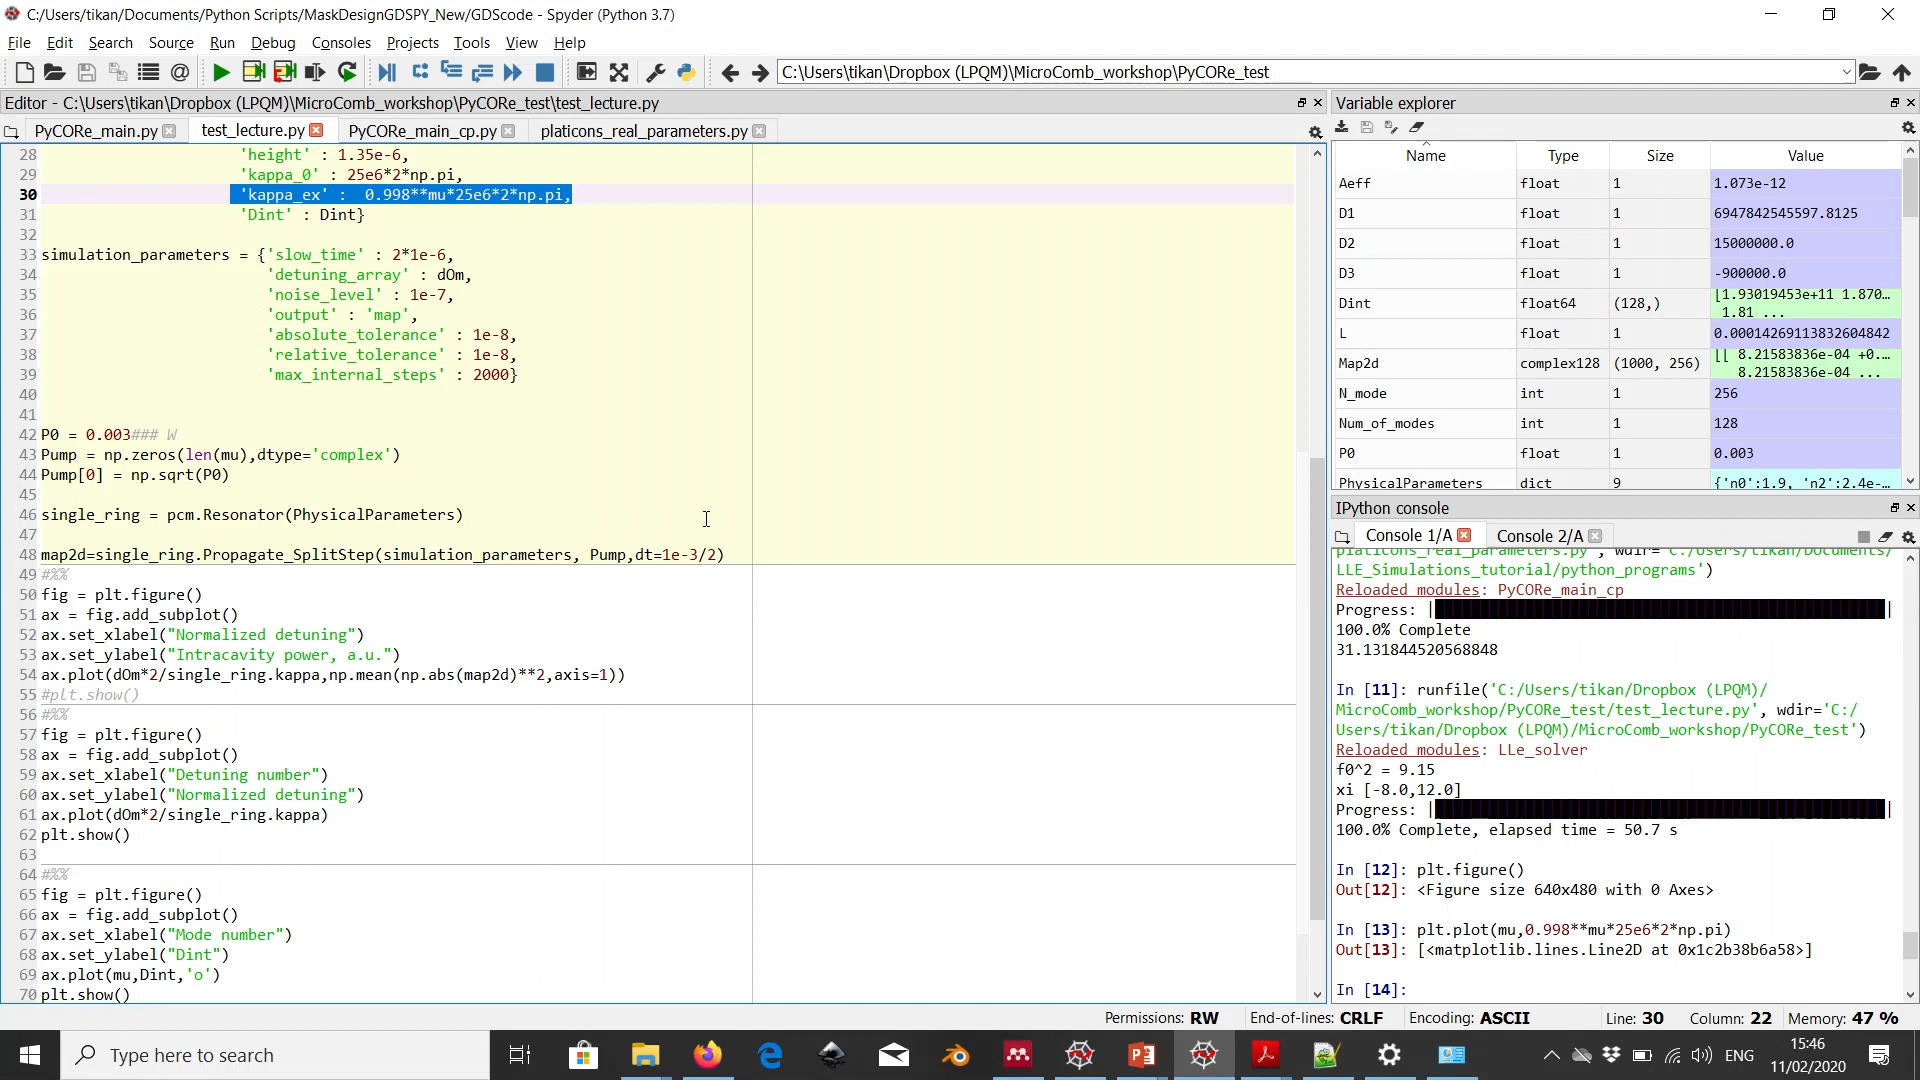 C:/Users/tikan/Documents/Python Scripts/MaskDesignGDSPY_New/GDScode - Spyder (Python 3.7)
File Edit Search Source Run Debug Consoles Projects Tools View Help
C:\Users\tikan\Dropbox (LPQM)\MicroComb_workshop\PyCORe_test
Editor - C:\Users\tikan\Dropbox (LPQM)\MicroComb_workshop\PyCORe_test\test_lecture.py
PyCORe_main.py test_lecture.py PyCORe_main_cp.py platicons_real_parameters.py
28 'height' : 1.35e-6,
29 'kappa_0' : 25e6*2*np.pi,
30 'kappa_ex' : 0.998**mu*25e6*2*np.pi,
31 'Dint' : Dint}
32
33 simulation_parameters = {'slow_time' : 2*1e-6,
34 'detuning_array' : dOm,
35 'noise_level' : 1e-7,
36 'output' : 'map',
37 'absolute_tolerance' : 1e-8,
38 'relative_tolerance' : 1e-8,
39 'max_internal_steps' : 2000}
40
41
42 P0 = 0.003### W
43 Pump = np.zeros(len(mu),dtype='complex')
44 Pump[0] = np.sqrt(P0)
45
46 single_ring = pcm.Resonator(PhysicalParameters)
47
48 map2d=single_ring.Propagate_SplitStep(simulation_parameters, Pump,dt=1e-3/2)
49 #%%
50 fig = plt.figure()
51 ax = fig.add_subplot()
52 ax.set_xlabel("Normalized detuning")
53 ax.set_ylabel("Intracavity power, a.u.")
54 ax.plot(dOm*2/single_ring.kappa,np.mean(np.abs(map2d)**2,axis=1))
55 #plt.show()
56 #%%
57 fig = plt.figure()
58 ax = fig.add_subplot()
59 ax.set_xlabel("Detuning number")
60 ax.set_ylabel("Normalized detuning")
61 ax.plot(dOm*2/single_ring.kappa)
62 plt.show()
63
64 #%%
65 fig = plt.figure()
66 ax = fig.add_subplot()
67 ax.set_xlabel("Mode number")
68 ax.set_ylabel("Dint")
69 ax.plot(mu,Dint,'o')
70 plt.show()
Variable explorer
Name Type Size Value
Aeff float 1 1.073e-12
D1 float 1 6947842545597.8125
D2 float 1 15000000.0
D3 float 1 -900000.0
Dint float64 (128,) [1.93019453e+11 1.870…
1.81 ...
L float 1 0.00014269113832604842
Map2d complex128 (1000, 256) [[ 8.21583836e-04 +0.…
8.21583836e-04 ...
N_mode int 1 256
Num_of_modes int 1 128
P0 float 1 0.003
PhysicalParameters dict 9 {'n0':1.9, 'n2':2.4e-…
IPython console
Console 1/A Console 2/A
platicons_real_parameters.py', wdir='C:/Users/tikan/Documents/
LLE_Simulations_tutorial/python_programs')
Reloaded modules: PyCORe_main_cp
Progress: | |
100.0% Complete
31.131844520568848
In [11]: runfile('C:/Users/tikan/Dropbox (LPQM)/
MicroComb_workshop/PyCORe_test/test_lecture.py', wdir='C:/
Users/tikan/Dropbox (LPQM)/MicroComb_workshop/PyCORe_test')
Reloaded modules: LLe_solver
f0^2 = 9.15
xi [-8.0,12.0]
Progress: | |
100.0% Complete, elapsed time = 50.7 s
In [12]: plt.figure()
Out[12]: <Figure size 640x480 with 0 Axes>
In [13]: plt.plot(mu,0.998**mu*25e6*2*np.pi)
Out[13]: [<matplotlib.lines.Line2D at 0x1c2b38b6a58>]
In [14]:
Permissions: RW End-of-lines: CRLF Encoding: ASCII Line: 30 Column: 22 Memory: 47 %
Type here to search
ENG
15:46
11/02/2020